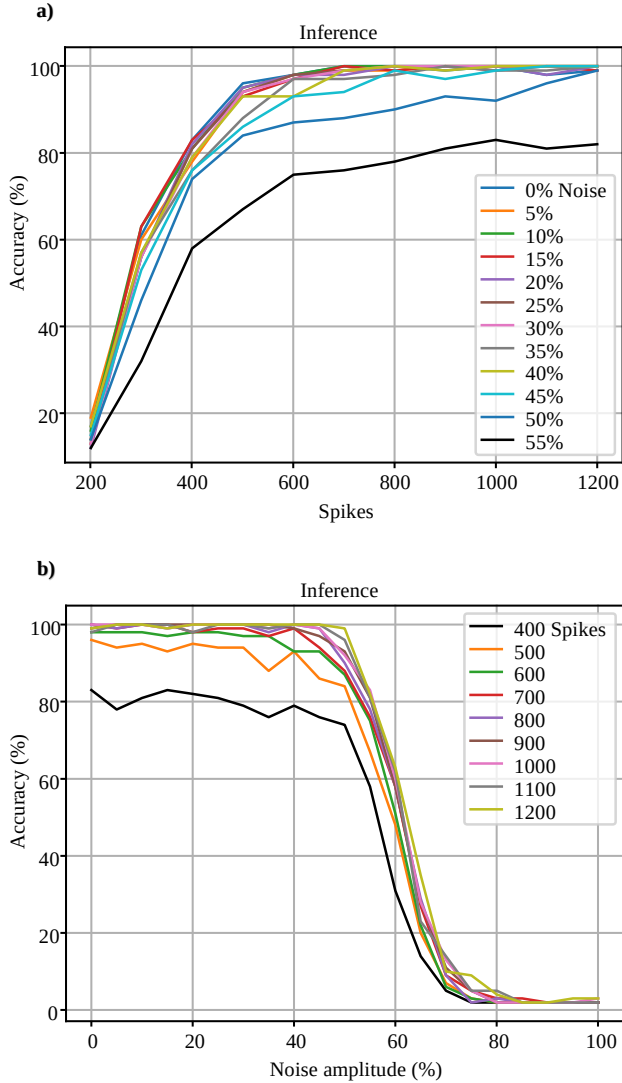 a)
Inference
Accuracy (%)
100
80
60
40
20
0% Noise
5%
10%
15%
20%
25%
30%
35%
40%
45%
50%
55%
200 400 600 800 1000 1200
Spikes
b)
Inference
Accuracy (%)
100
80
60
40
20
0
400 Spikes
500
600
700
800
900
1000
1100
1200
0 20 40 60 80 100
Noise amplitude (%)